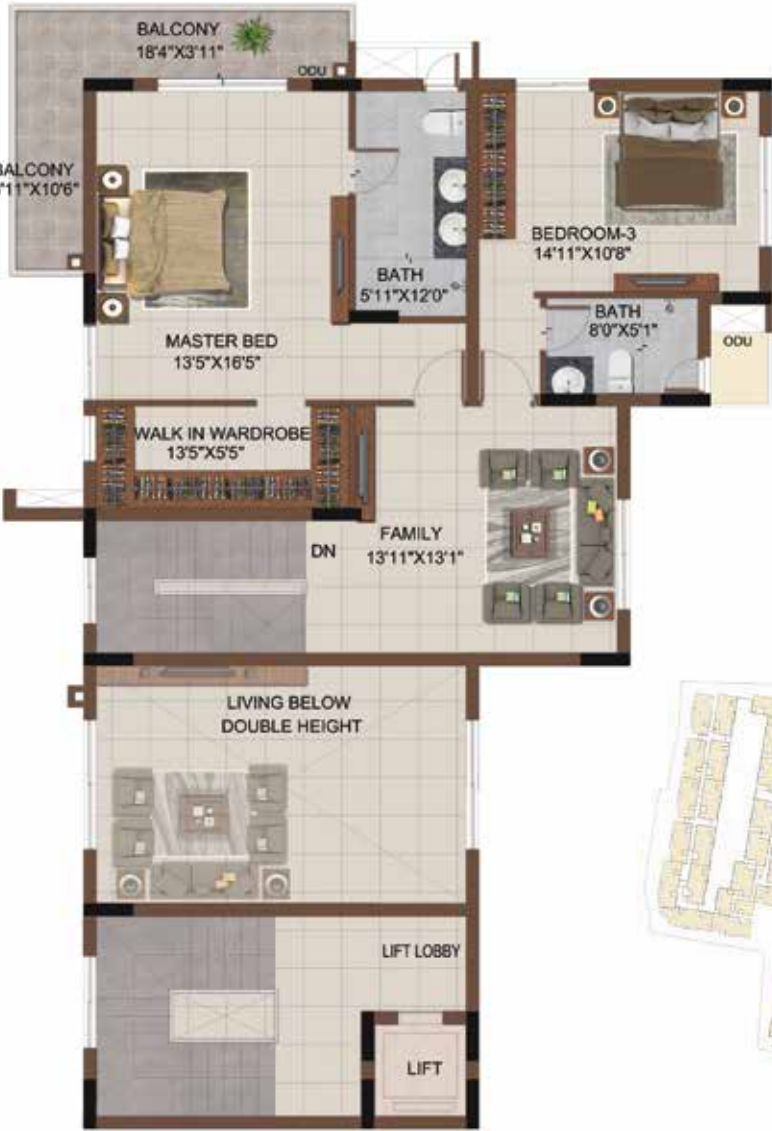 BALCONY
18'4"X3'11"
ODU
BALCONY
'11"X10'6"
BEDROOM-3
14'11"X10'8"
BATH
5'11"X12'0"
BATH
8'0"X5'1"
ODU
MASTER BED
13'5"X16'5"
WALK IN WARDROBE
13'5"X5'5"
DN
FAMILY
13'11"X13'1"
LIVING BELOW
DOUBLE HEIGHT
LIFT LOBBY
LIFT